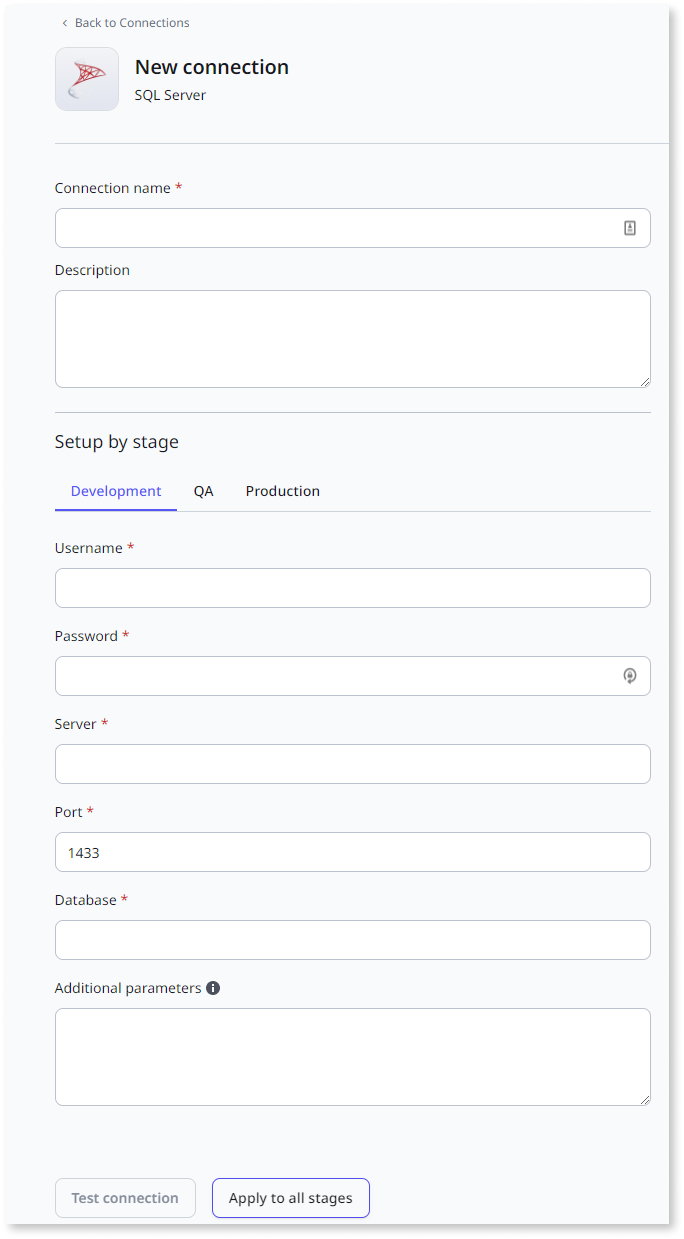 Back to Connections
New connection
SQL Server
Connection name *
Description
Setup by stage
Development QA Production
Username *
Password *
Server *
Port *
1433
Database *
Additional parameters
Test connection Apply to all stages